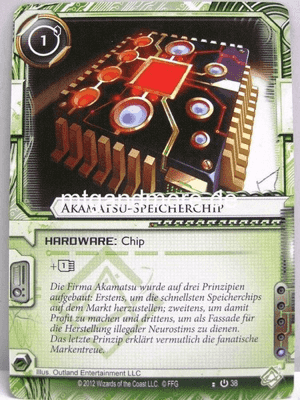 1
mtgandmore.de
AKAMATSU-SPEICHERCHIP
HARDWARE: Chip
+1
Die Firma Akamatsu wurde auf drei Prinzipien
aufgebaut: Erstens, um die schnellsten Speicherchips
auf dem Markt herzustellen; zweitens, um damit
Profit zu machen und drittens, um als Fassade für
die Herstellung illegaler Neurostims zu dienen.
Das letzte Prinzip erklärt vermutlich die fanatische
Markentreue.
Illus. Outland Entertainment LLC
© 2012 Wizards of the Coast LLC. © FFG
38